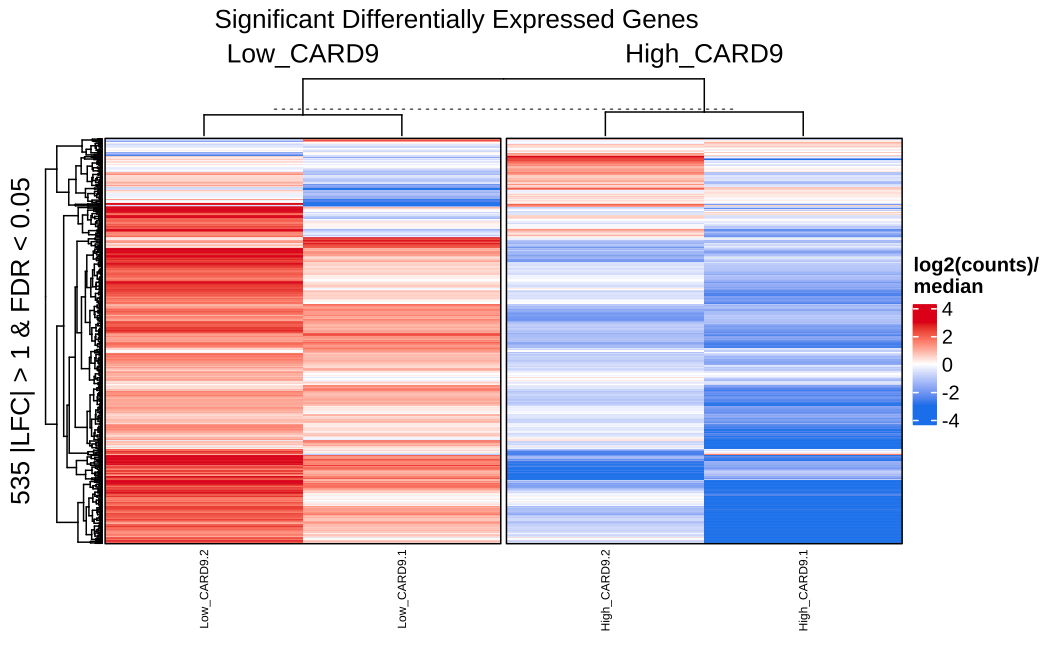 Significant Differentially Expressed Genes
Low_CARD9
High_CARD9
535 |LFC| > 1 & FDR < 0.05
log2(counts)/
median
4
2
0
-2
-4
Low_CARD9.2
Low_CARD9.1
High_CARD9.2
High_CARD9.1